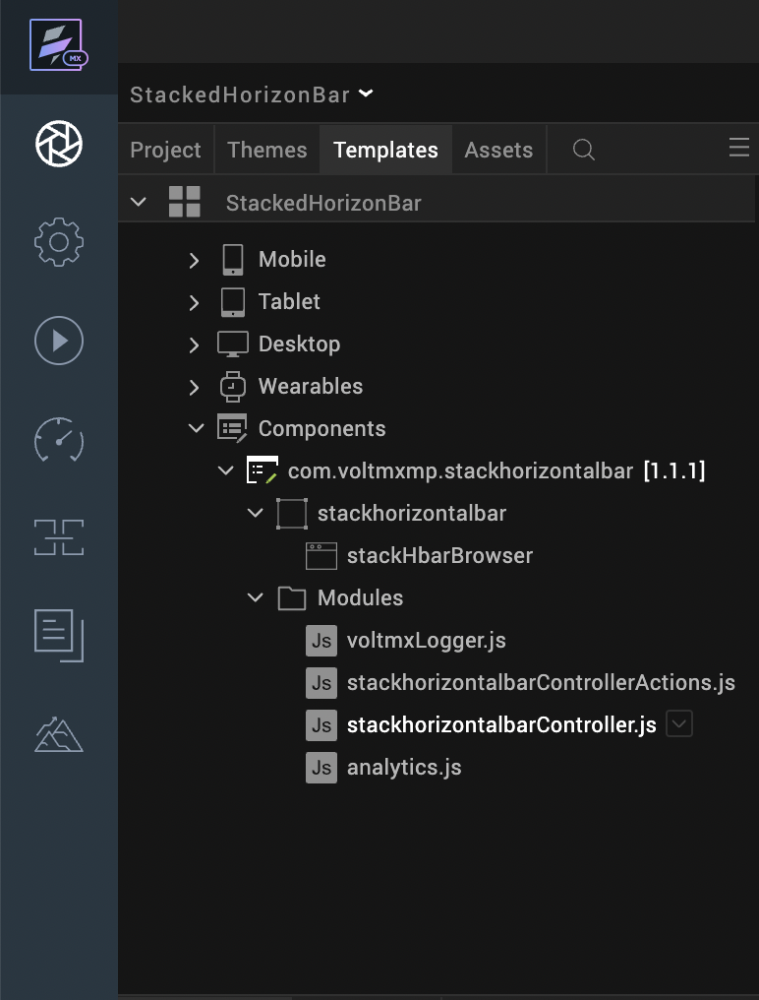 MX
StackedHorizonBar
Project Themes Templates Assets
StackedHorizonBar
Mobile
Tablet
Desktop
Wearables
Components
com.voltmxmp.stackhorizontalbar [1.1.1]
stackhorizontalbar
stackHbarBrowser
Modules
Js voltmxLogger.js
Js stackhorizontalbarControllerActions.js
Js stackhorizontalbarController.js
Js analytics.js